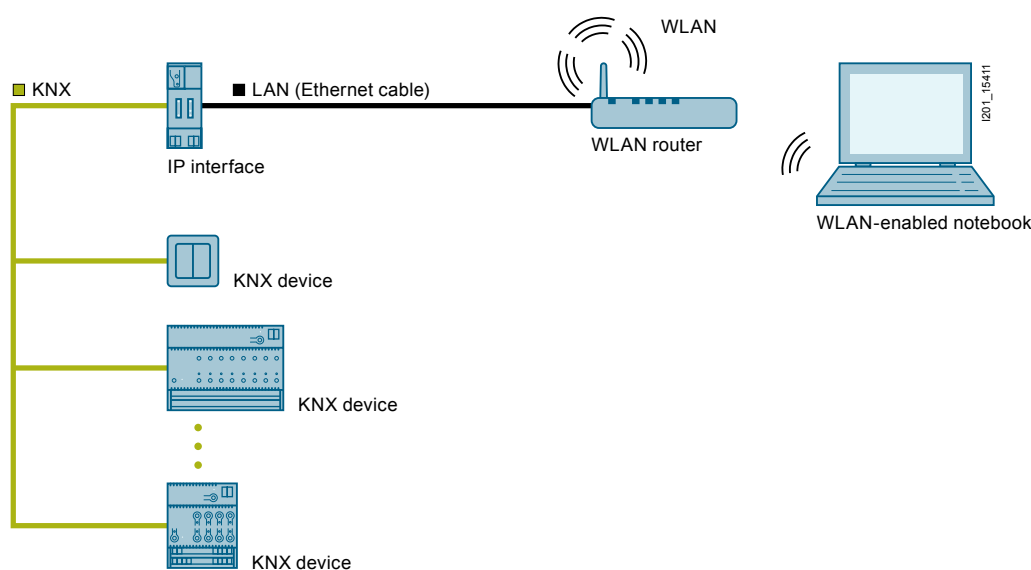 WLAN
KNX
LAN (Ethernet cable)
I201_15411
WLAN router
IP interface
WLAN-enabled notebook
KNX device
KNX device
KNX device